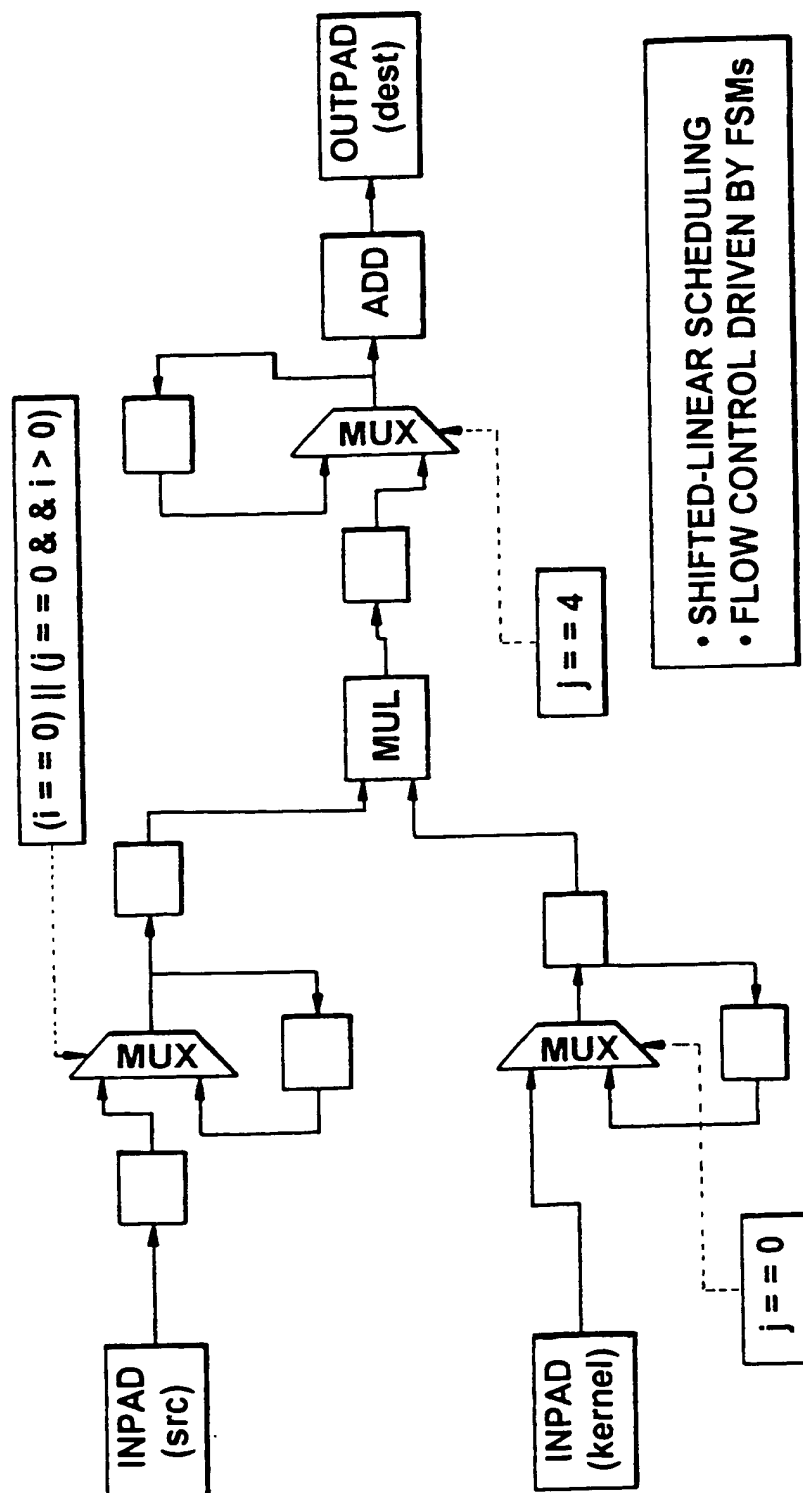 (i = = 0) || (j = = 0 & & i > 0)
INPAD
(src)
MUX
MUL
MUX
ADD
OUTPAD
(dest)
INPAD
(kernel)
MUX
j = = 0
j = = 4
• SHIFTED-LINEAR SCHEDULING
• FLOW CONTROL DRIVEN BY FSMs